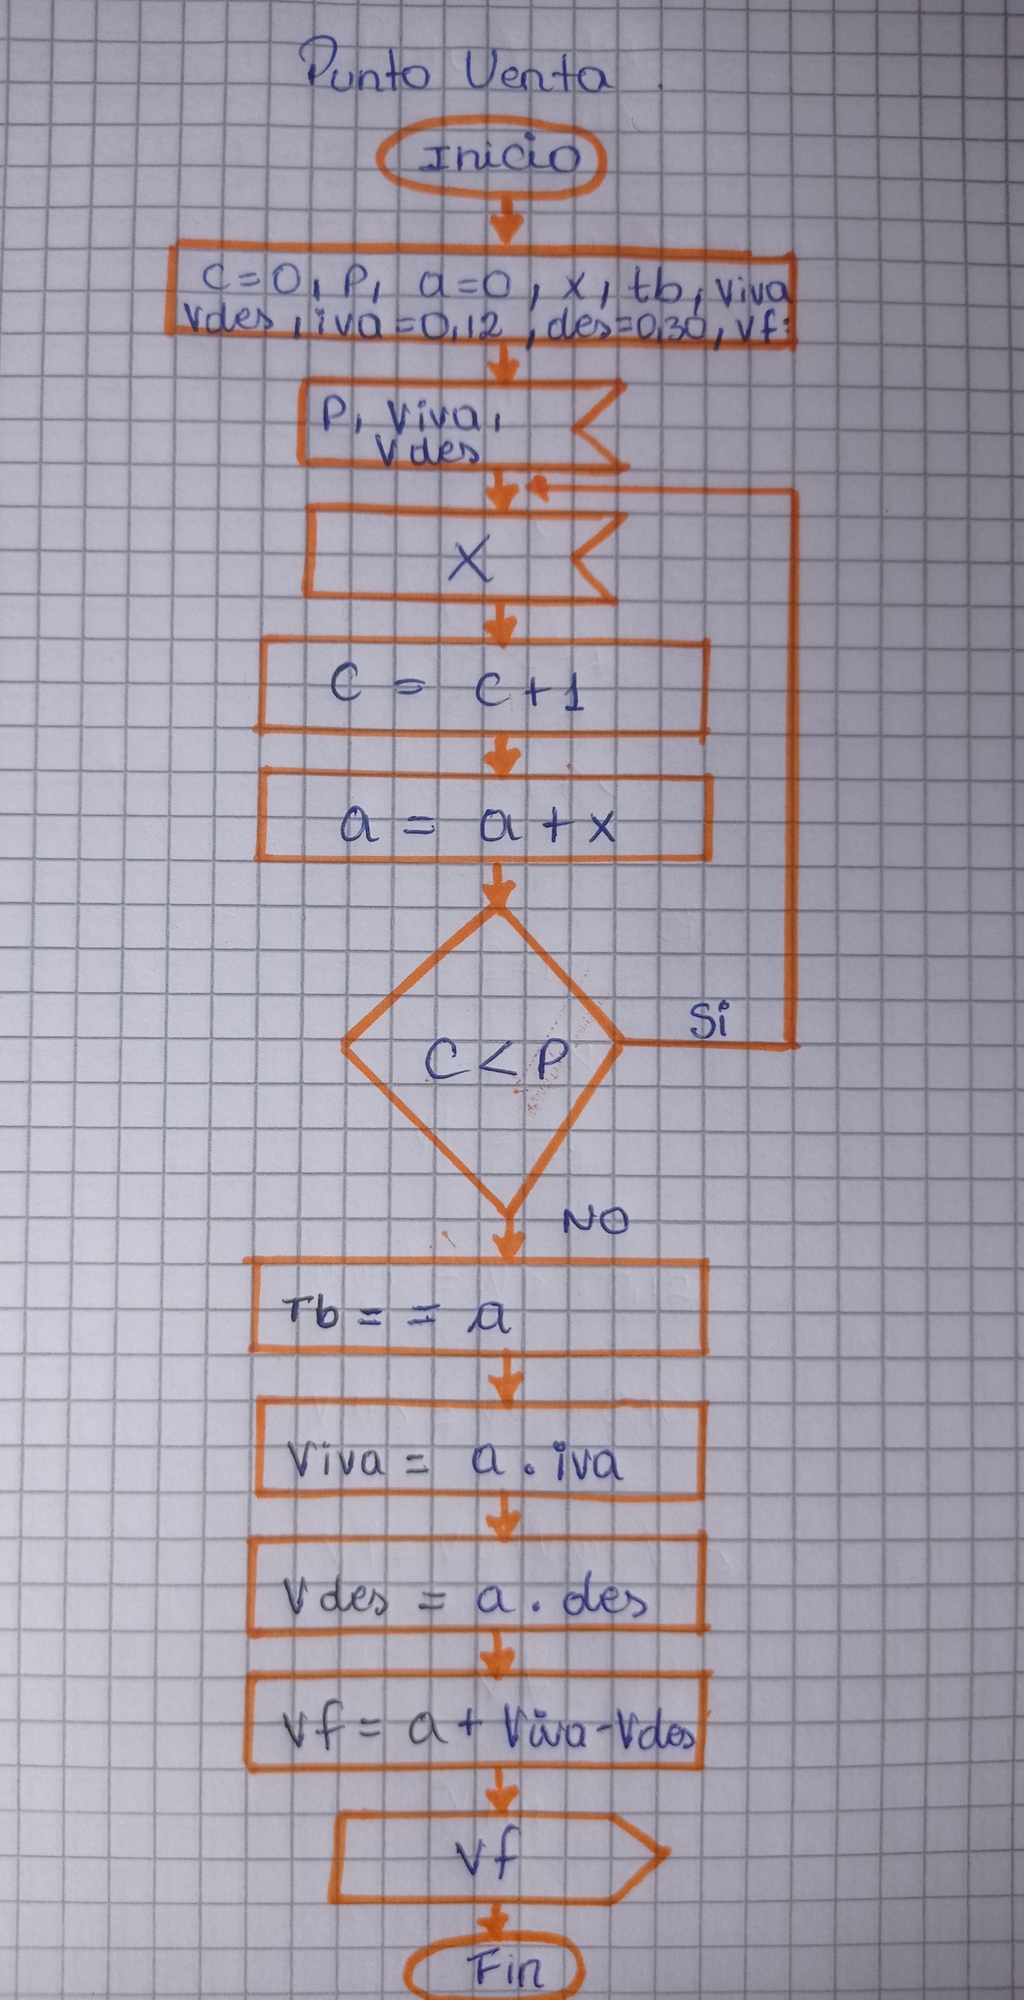 Punto Venta.
Inicio
C=0, P, a=0, x, tb, viva
vdes, iva=0,12, des=0,30, vf;
P, Viva,
Vdes
X
C = C+1
a = a + x
C < P
Si
NO
Tb = = a
Viva = a . iva
Vdes = a . des
Vf = a + Viva - Vdes
Vf
Fin